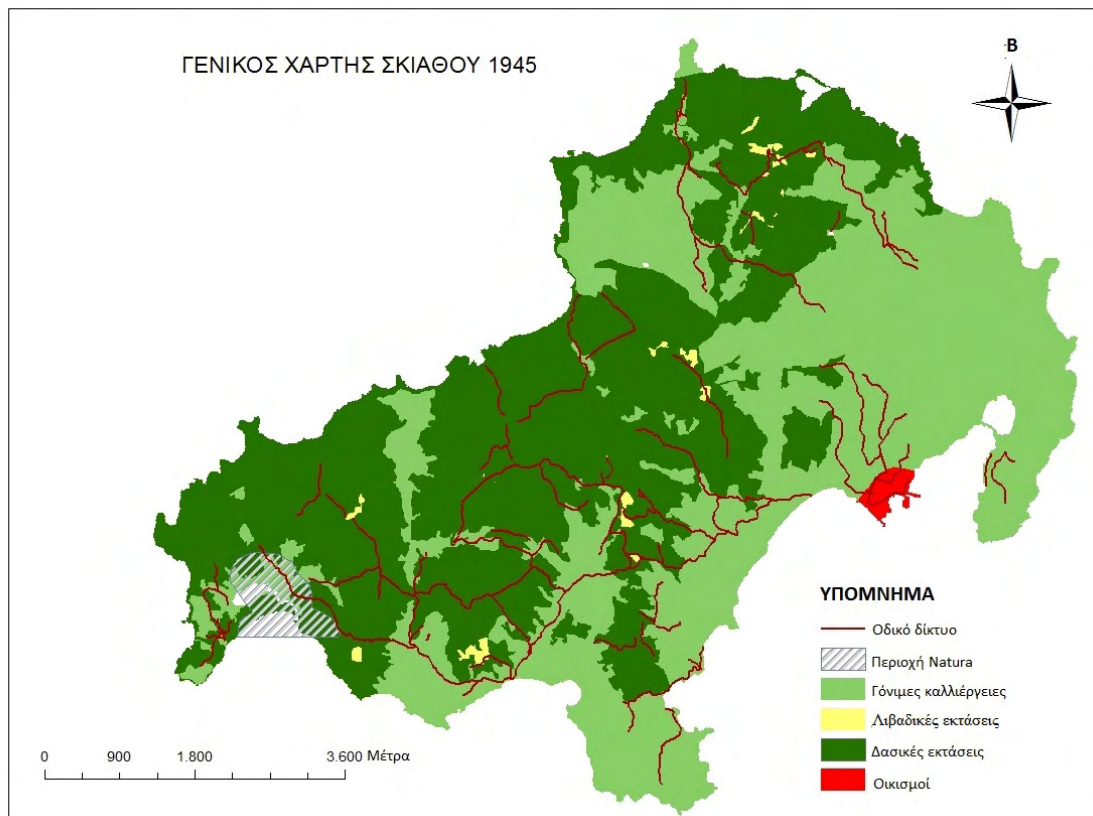 ΓΕΝΙΚΟΣ ΧΑΡΤΗΣ ΣΚΙΑΘΟΥ 1945
Β
ΥΠΟΜΝΗΜΑ
Οδικό δίκτυο
Περιοχή Natura
Γόνιμες καλλιέργειες
Λιβαδικές εκτάσεις
Δασικές εκτάσεις
Οικισμοί
0 900 1.800 3.600 Μέτρα